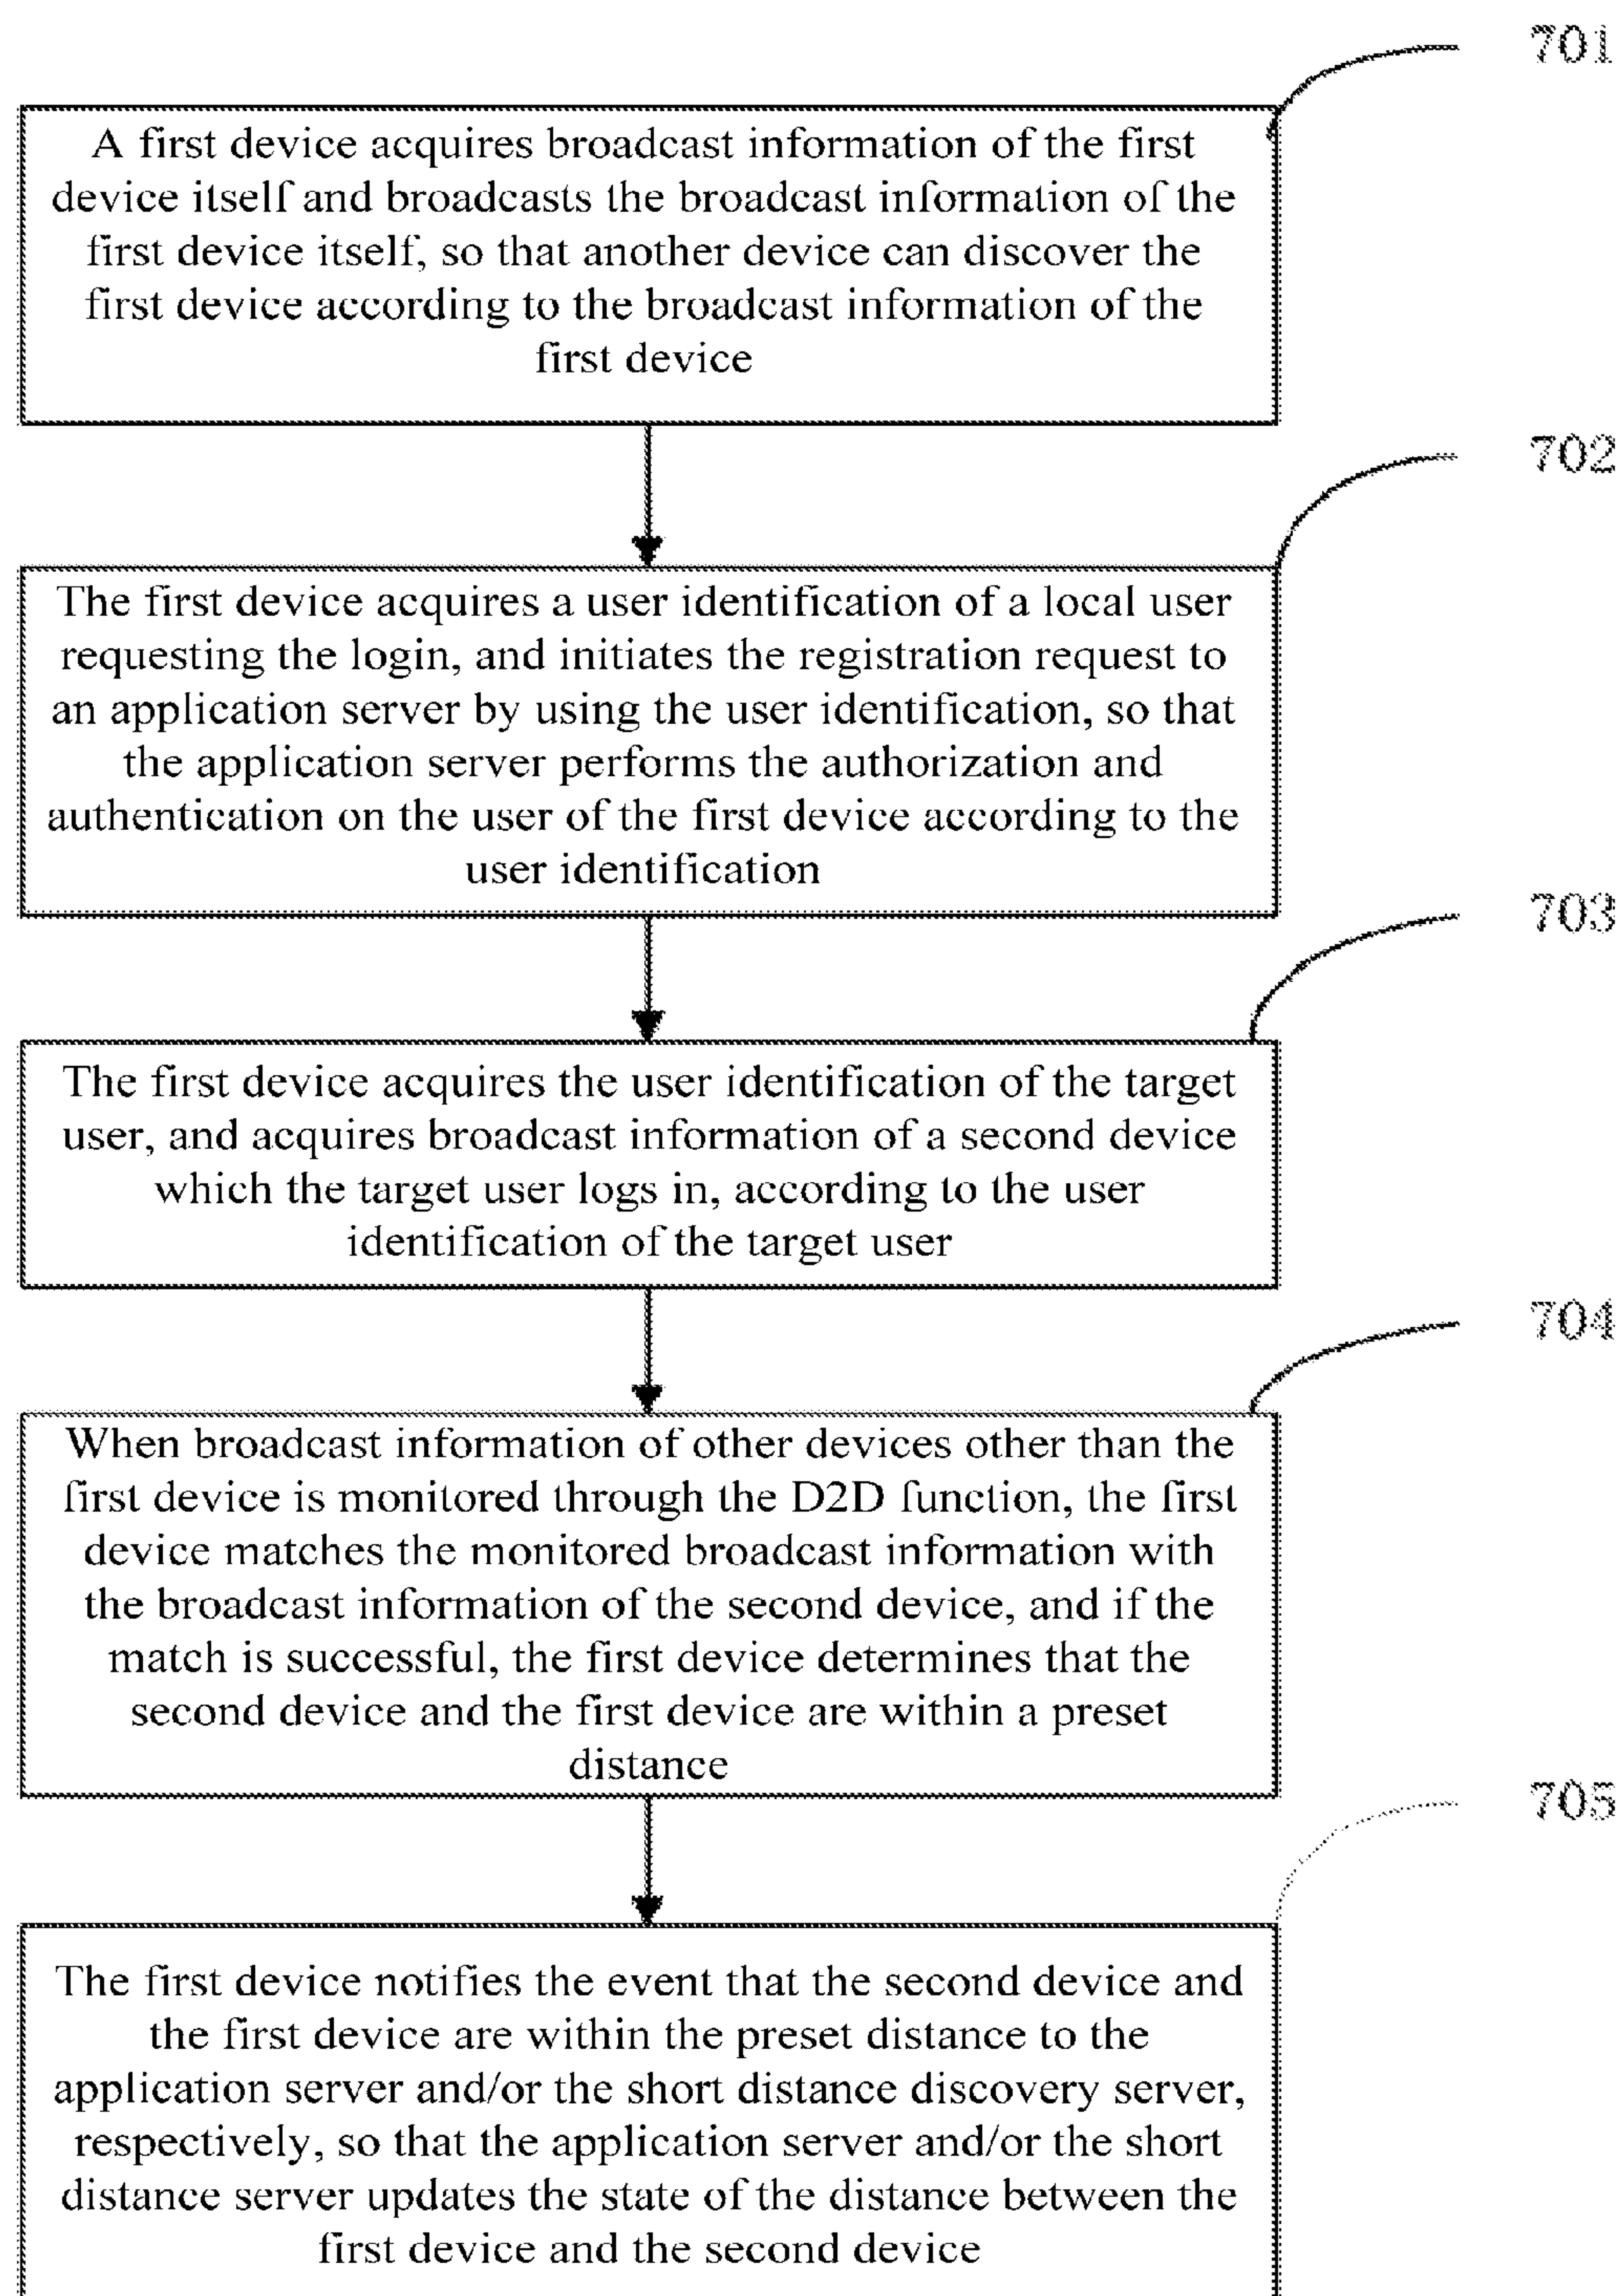 701
A first device acquires broadcast information of the first
device itself and broadcasts the broadcast information of the
first device itself, so that another device can discover the
first device according to the broadcast information of the
first device
702
The first device acquires a user identification of a local user
requesting the login, and initiates the registration request to
an application server by using the user identification, so that
the application server performs the authorization and
authentication on the user of the first device according to the
user identification
703
The first device acquires the user identification of the target
user, and acquires broadcast information of a second device
which the target user logs in, according to the user
identification of the target user
704
When broadcast information of other devices other than the
first device is monitored through the D2D function, the first
device matches the monitored broadcast information with
the broadcast information of the second device, and if the
match is successful, the first device determines that the
second device and the first device are within a preset
distance
705
The first device notifies the event that the second device and
the first device are within the preset distance to the
application server and/or the short distance discovery server,
respectively, so that the application server and/or the short
distance server updates the state of the distance between the
first device and the second device